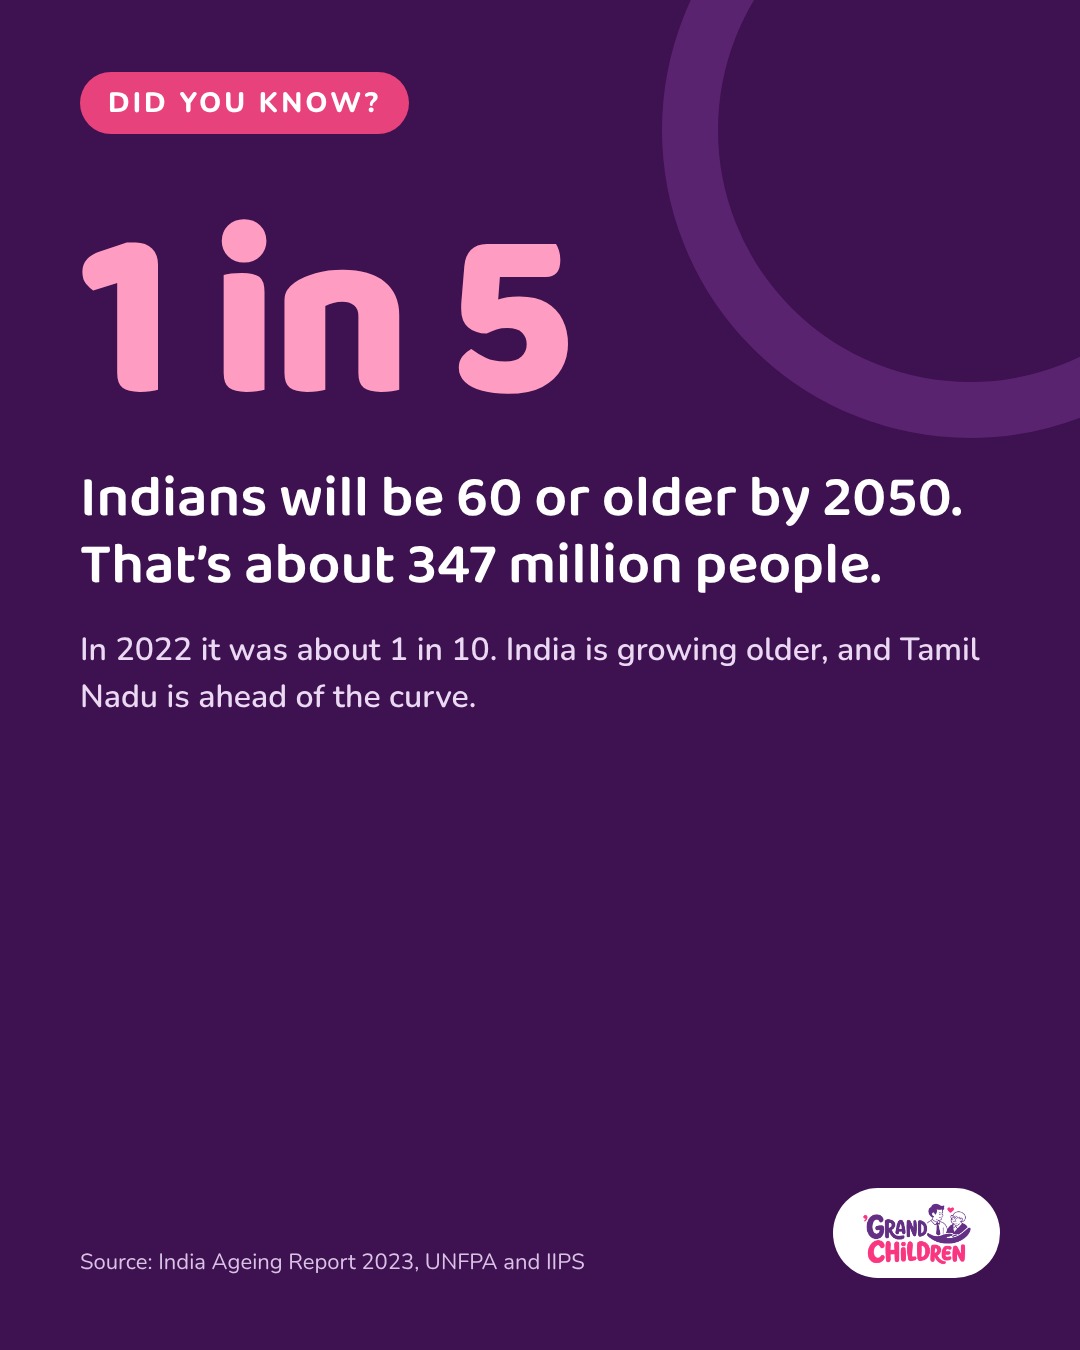 DID YOU KNOW?
1 in 5
Indians will be 60 or older by 2050.
That’s about 347 million people.
In 2022 it was about 1 in 10. India is growing older, and Tamil
Nadu is ahead of the curve.
Source: India Ageing Report 2023, UNFPA and IIPS
'GRAND
CHiLDREN